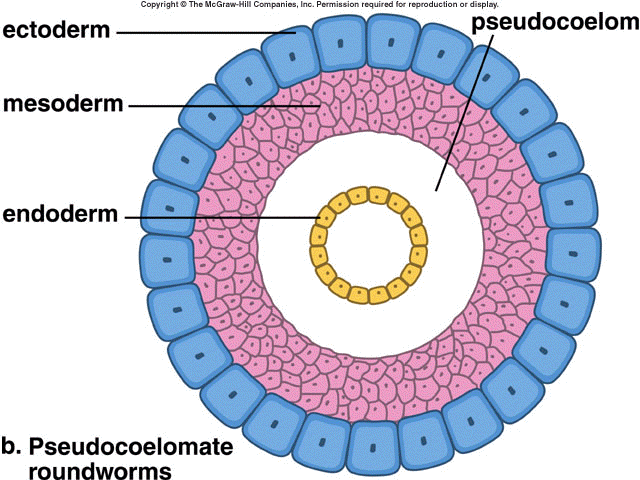 Copyright © The McGraw-Hill Companies, Inc. Permission required for reproduction or display.
ectoderm
pseudocoelom
mesoderm
endoderm
b. Pseudocoelomate
roundworms